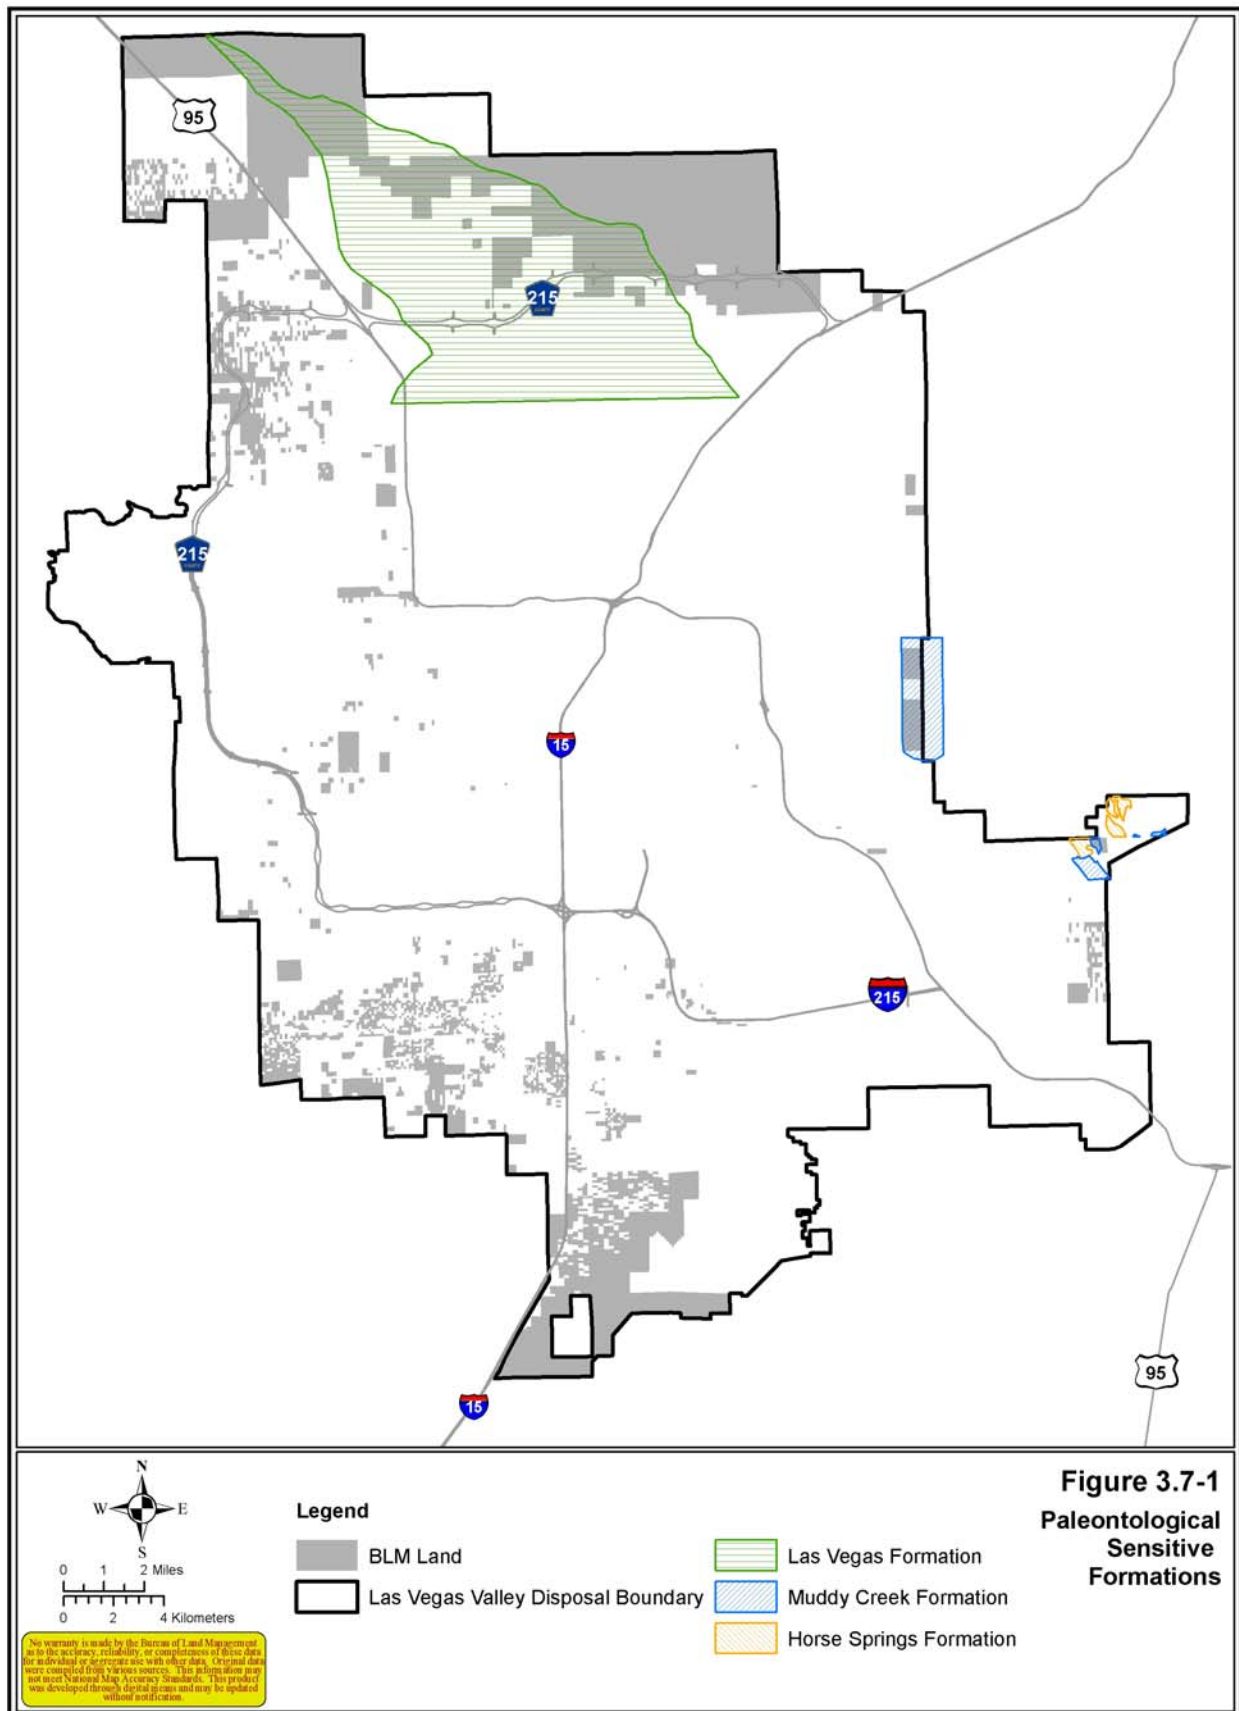 95
215
COUNTY
215
COUNTY
15
215
95
15
N
W
E
S
0 1 2 Miles
0 2 4 Kilometers
Legend
BLM Land
Las Vegas Valley Disposal Boundary
Las Vegas Formation
Muddy Creek Formation
Horse Springs Formation
Figure 3.7-1
Paleontological
Sensitive
Formations
No warranty is made by the Bureau of Land Management
as to the accuracy, reliability, or completeness of these data
for individual or aggregate use with other data. Original data
were compiled from various sources. This information may
not meet National Map Accuracy Standards. This product
was developed through digital means and may be updated
without notification.